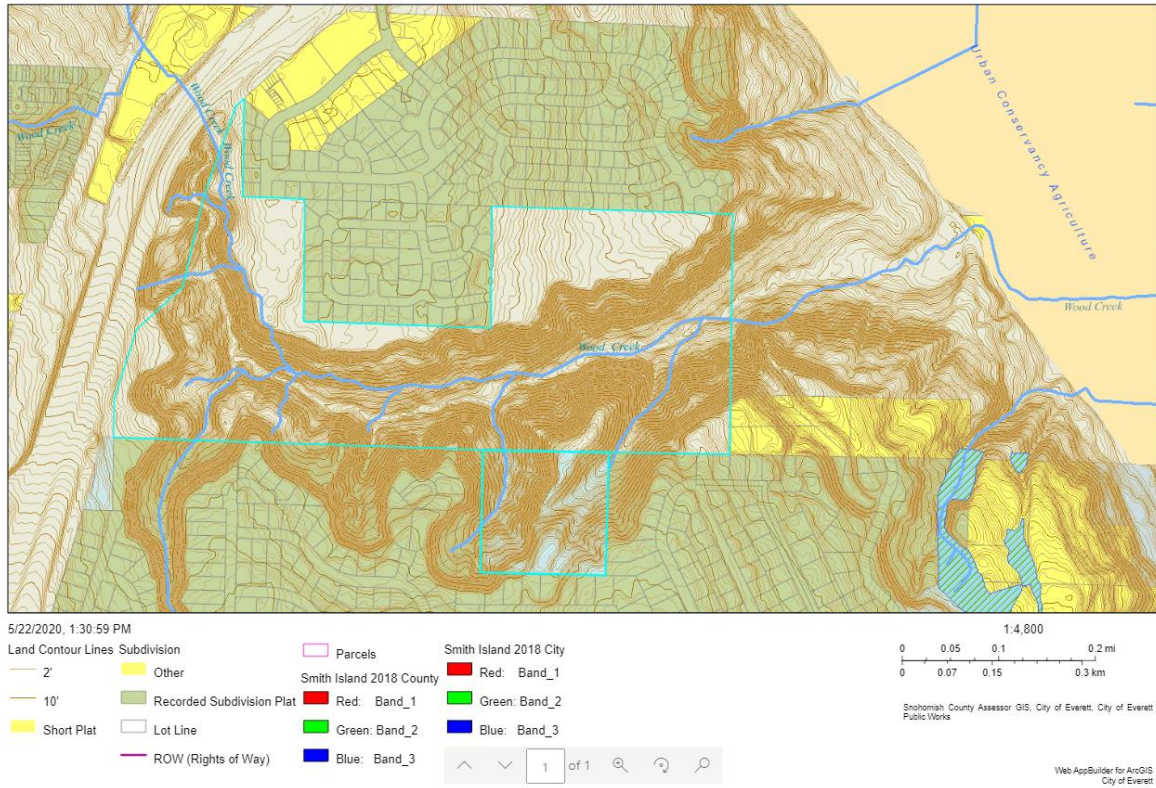 Wood Creek
Wood Creek
Wood Creek
Urban Conservancy Agriculture
Wood Creek
Wood Creek
5/22/2020, 1:30:59 PM
1:4,800
Land Contour Lines
2'
10'
Short Plat
Subdivision
Other
Recorded Subdivision Plat
Lot Line
ROW (Rights of Way)
Parcels
Smith Island 2018 County
Red: Band_1
Green: Band_2
Blue: Band_3
Smith Island 2018 City
Red: Band_1
Green: Band_2
Blue: Band_3
0 0.05 0.1 0.2 mi
0 0.07 0.15 0.3 km
Snohomish County Assessor GIS, City of Everett, City of Everett
Public Works
1 of 1
Web AppBuilder for ArcGIS
City of Everett